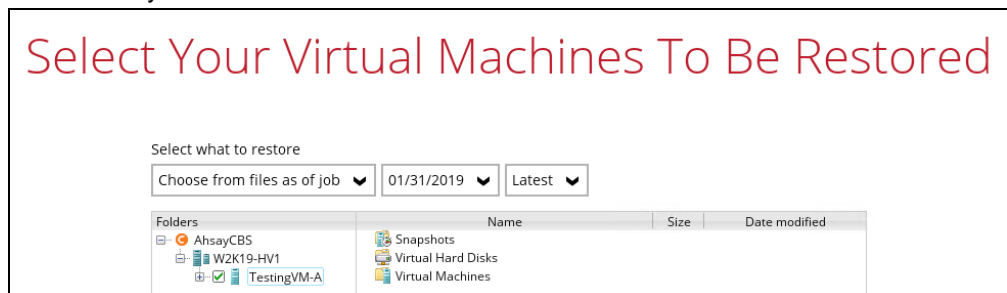 Select Your Virtual Machines To Be Restored
Select what to restore
Choose from files as of job 01/31/2019 Latest
Folders Name Size Date modified
AhsayCBS Snapshots
W2K19-HV1 Virtual Hard Disks
TestingVM-A Virtual Machines